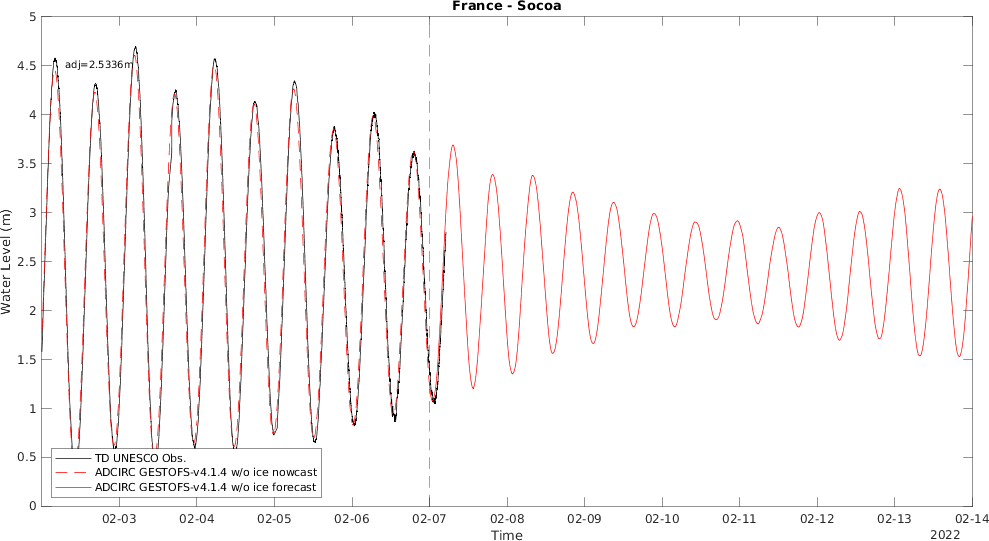 France - Socoa
5
4.5
4
3.5
3
2.5
2
1.5
1
0.5
0
Water Level (m)
adj=2.5336m
TD UNESCO Obs.
ADCIRC GESTOFS-v4.1.4 w/o ice nowcast
ADCIRC GESTOFS-v4.1.4 w/o ice forecast
02-03 02-04 02-05 02-06 02-07 02-08 02-09 02-10 02-11 02-12 02-13 02-14
Time
2022